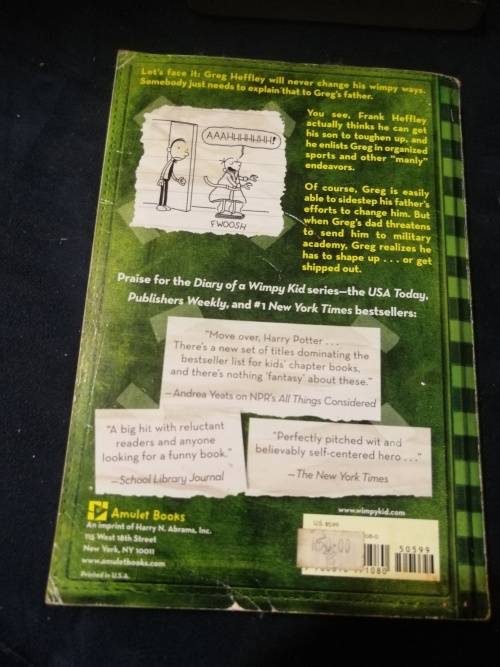 Let's face it: Greg Heffley will never change his wimpy ways.
Somebody just needs to explain that to Greg's father.
AAAHHHHHHH!
FWOOSH
You see, Frank Heffley
actually thinks he can get
his son to toughen up, and
he enlists Greg in organized
sports and other "manly"
endeavors.
Of course, Greg is easily
able to sidestep his father's
efforts to change him. But
when Greg's dad threatens
to send him to military
academy, Greg realizes he
has to shape up . . . or get
shipped out.
Praise for the Diary of a Wimpy Kid series—the USA Today,
Publishers Weekly, and #1 New York Times bestsellers:
"Move over, Harry Potter . . .
There's a new set of titles dominating the
bestseller list for kids' chapter books,
and there's nothing 'fantasy' about these."
—Andrea Yeats on NPR's All Things Considered
"A big hit with reluctant
readers and anyone
looking for a funny book."
—School Library Journal
"Perfectly pitched wit and
believably self-centered hero . . ."
—The New York Times
Amulet Books
An imprint of Harry N. Abrams, Inc.
115 West 18th Street
New York, NY 10011
www.amuletbooks.com
Printed in U.S.A.
www.wimpykid.com
U.S. $5.99
50599